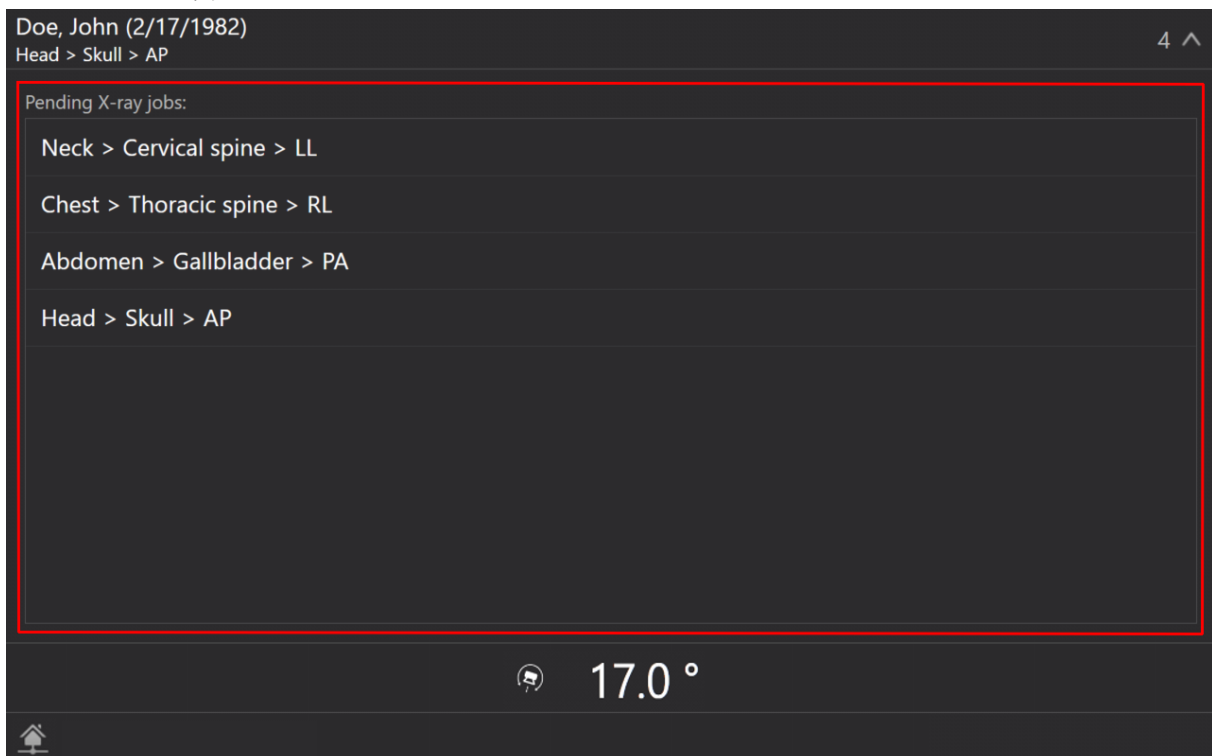 Doe, John (2/17/1982)
Head > Skull > AP
4
Pending X-ray jobs:
Neck > Cervical spine > LL
Chest > Thoracic spine > RL
Abdomen > Gallbladder > PA
Head > Skull > AP
17.0 °